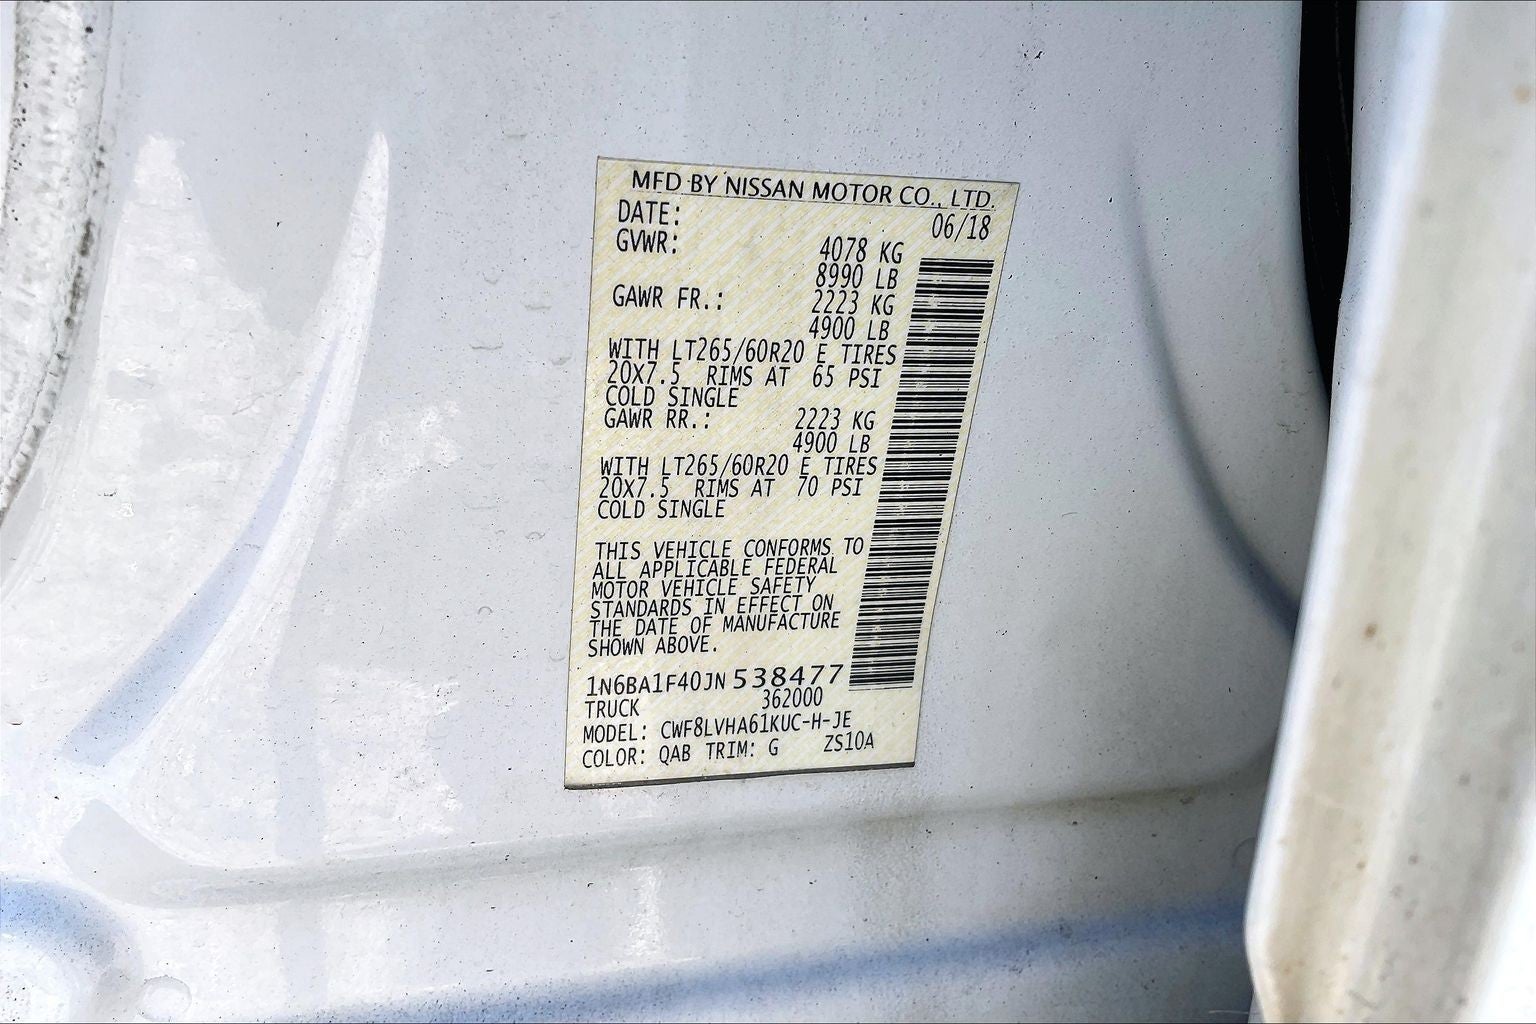 MFD BY NISSAN MOTOR CO., LTD.
DATE: 06/18
GVWR: 4078 KG
8990 LB
GAWR FR.: 2223 KG
4900 LB
WITH LT265/60R20 E TIRES
20X7.5 RIMS AT 65 PSI
COLD SINGLE
GAWR RR.: 2223 KG
4900 LB
WITH LT265/60R20 E TIRES
20X7.5 RIMS AT 70 PSI
COLD SINGLE
THIS VEHICLE CONFORMS TO
ALL APPLICABLE FEDERAL
MOTOR VEHICLE SAFETY
STANDARDS IN EFFECT ON
THE DATE OF MANUFACTURE
SHOWN ABOVE.
1N6BA1F40JN538477
TRUCK 362000
MODEL: CWF8LVHA61KUC-H-JE
COLOR: QAB TRIM: G ZS10A